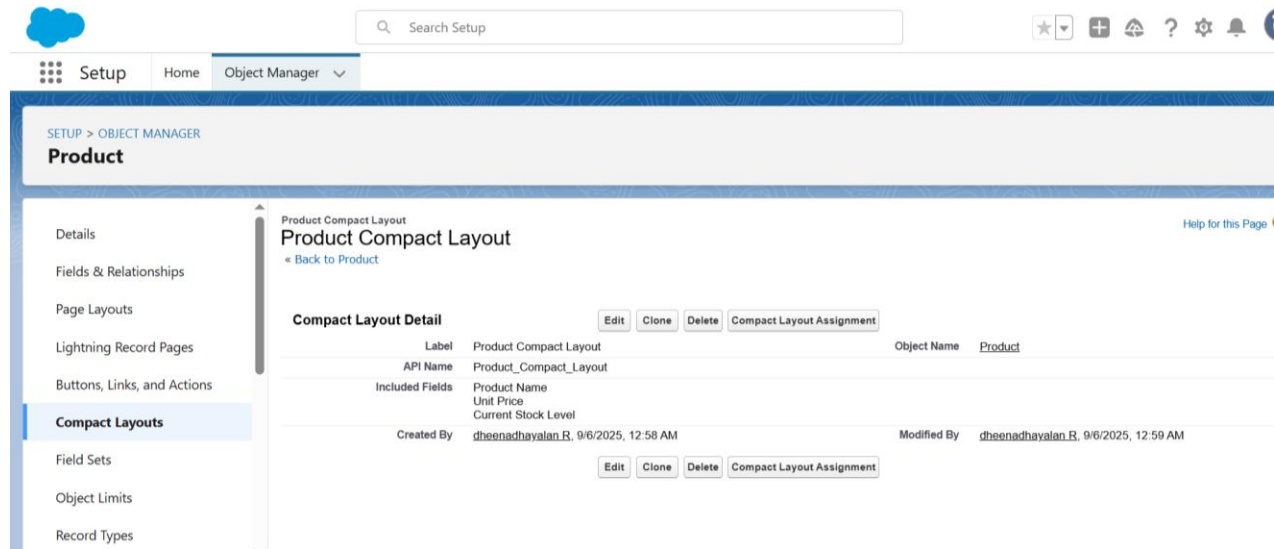 Search Setup
Setup Home Object Manager
SETUP > OBJECT MANAGER
Product
Details
Fields & Relationships
Page Layouts
Lightning Record Pages
Buttons, Links, and Actions
Compact Layouts
Field Sets
Object Limits
Record Types
Product Compact Layout
Product Compact Layout
Help for this Page
« Back to Product
Compact Layout Detail Edit Clone Delete Compact Layout Assignment
Label Product Compact Layout Object Name Product
API Name Product_Compact_Layout
Included Fields Product Name
Unit Price
Current Stock Level
Created By dheenadhayalan R, 9/6/2025, 12:58 AM Modified By dheenadhayalan R, 9/6/2025, 12:59 AM
Edit Clone Delete Compact Layout Assignment